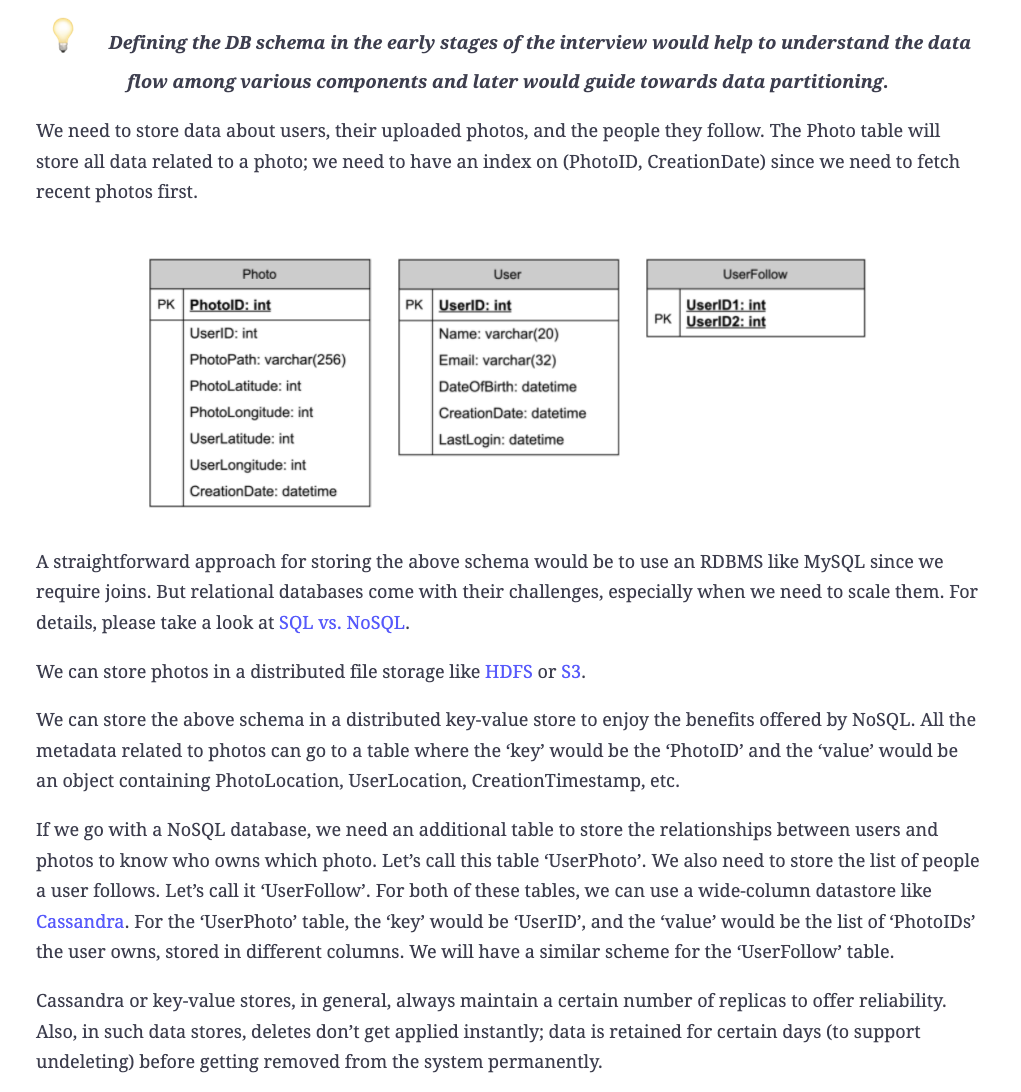 Defining the DB schema in the early stages of the interview would help to understand the data
flow among various components and later would guide towards data partitioning.
We need to store data about users, their uploaded photos, and the people they follow. The Photo table will
store all data related to a photo; we need to have an index on (PhotoID, CreationDate) since we need to fetch
recent photos first.
Photo
PK PhotoID: int
UserID: int
PhotoPath: varchar(256)
PhotoLatitude: int
PhotoLongitude: int
UserLatitude: int
UserLongitude: int
CreationDate: datetime
User
PK UserID: int
Name: varchar(20)
Email: varchar(32)
DateOfBirth: datetime
CreationDate: datetime
LastLogin: datetime
UserFollow
PK UserID1: int
UserID2: int
A straightforward approach for storing the above schema would be to use an RDBMS like MySQL since we
require joins. But relational databases come with their challenges, especially when we need to scale them. For
details, please take a look at SQL vs. NoSQL.
We can store photos in a distributed file storage like HDFS or S3.
We can store the above schema in a distributed key-value store to enjoy the benefits offered by NoSQL. All the
metadata related to photos can go to a table where the ‘key’ would be the ‘PhotoID’ and the ‘value’ would be
an object containing PhotoLocation, UserLocation, CreationTimestamp, etc.
If we go with a NoSQL database, we need an additional table to store the relationships between users and
photos to know who owns which photo. Let’s call this table ‘UserPhoto’. We also need to store the list of people
a user follows. Let’s call it ‘UserFollow’. For both of these tables, we can use a wide-column datastore like
Cassandra. For the ‘UserPhoto’ table, the ‘key’ would be ‘UserID’, and the ‘value’ would be the list of ‘PhotoIDs’
the user owns, stored in different columns. We will have a similar scheme for the ‘UserFollow’ table.
Cassandra or key-value stores, in general, always maintain a certain number of replicas to offer reliability.
Also, in such data stores, deletes don’t get applied instantly; data is retained for certain days (to support
undeleting) before getting removed from the system permanently.